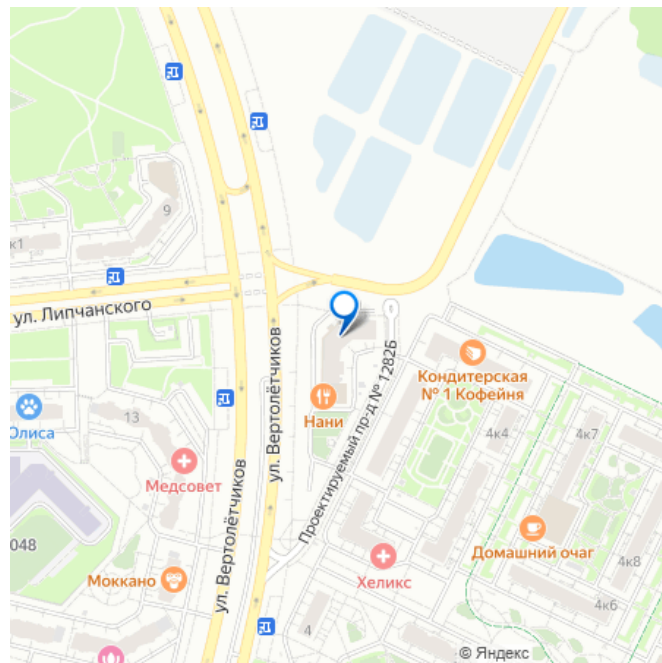 9
к1
ул. Липчанского
ул. Вертолётчиков
Кондитерская
№ 1 Кофейня
Нани
Олиса
13
Медсовет
4к4
4к7
Проектируемый пр-д № 1282Б
ул. Вертолётчиков
048
Домашний очаг
Хеликс
4к8
Моккано
4к6
4
© Яндекс